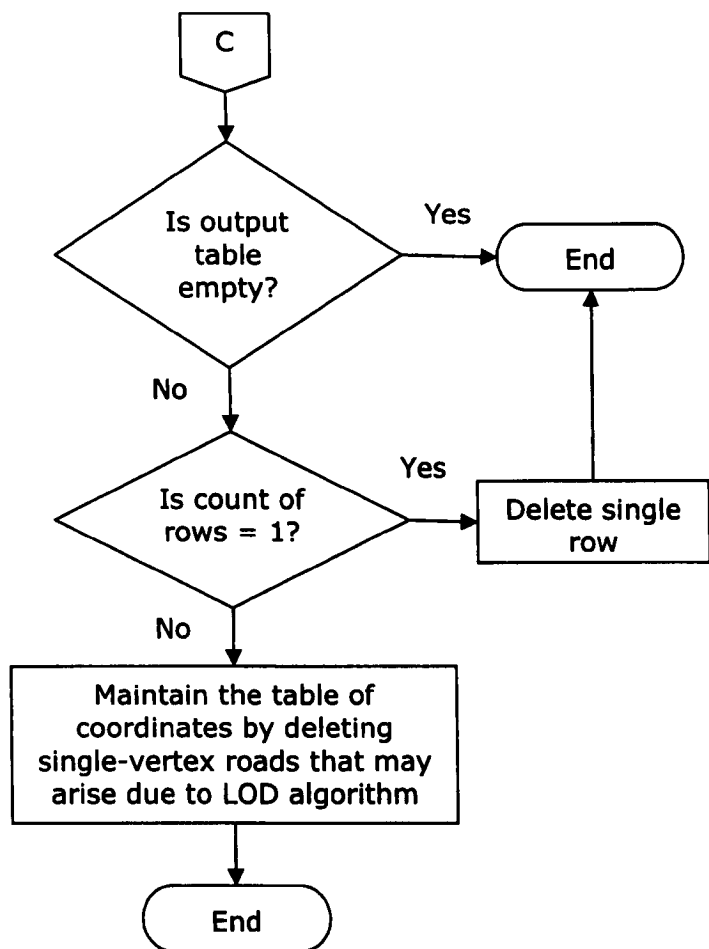 C
Is output
table
empty?
Yes
End
No
Is count of
rows = 1?
Yes
Delete single
row
No
Maintain the table of
coordinates by deleting
single-vertex roads that may
arise due to LOD algorithm
End